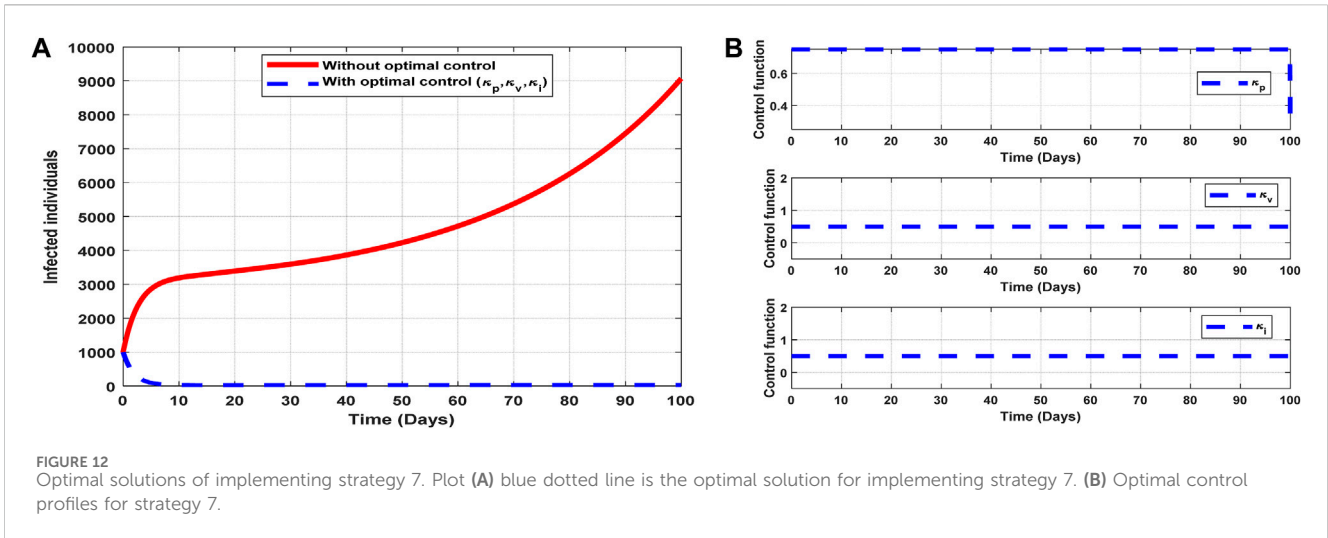 A
10000
9000
8000
7000
6000
5000
4000
3000
2000
1000
0
Infected individuals
Without optimal control
With optimal control (κp,κv,κi)
0 10 20 30 40 50 60 70 80 90 100
Time (Days)
B
Control function
0.6
0.4
κp
0 10 20 30 40 50 60 70 80 90 100
Time (Days)
Control function
2
1
0
κv
0 10 20 30 40 50 60 70 80 90 100
Time (Days)
Control function
2
1
0
κi
0 10 20 30 40 50 60 70 80 90 100
Time (Days)
FIGURE 12
Optimal solutions of implementing strategy 7. Plot (A) blue dotted line is the optimal solution for implementing strategy 7. (B) Optimal control
profiles for strategy 7.